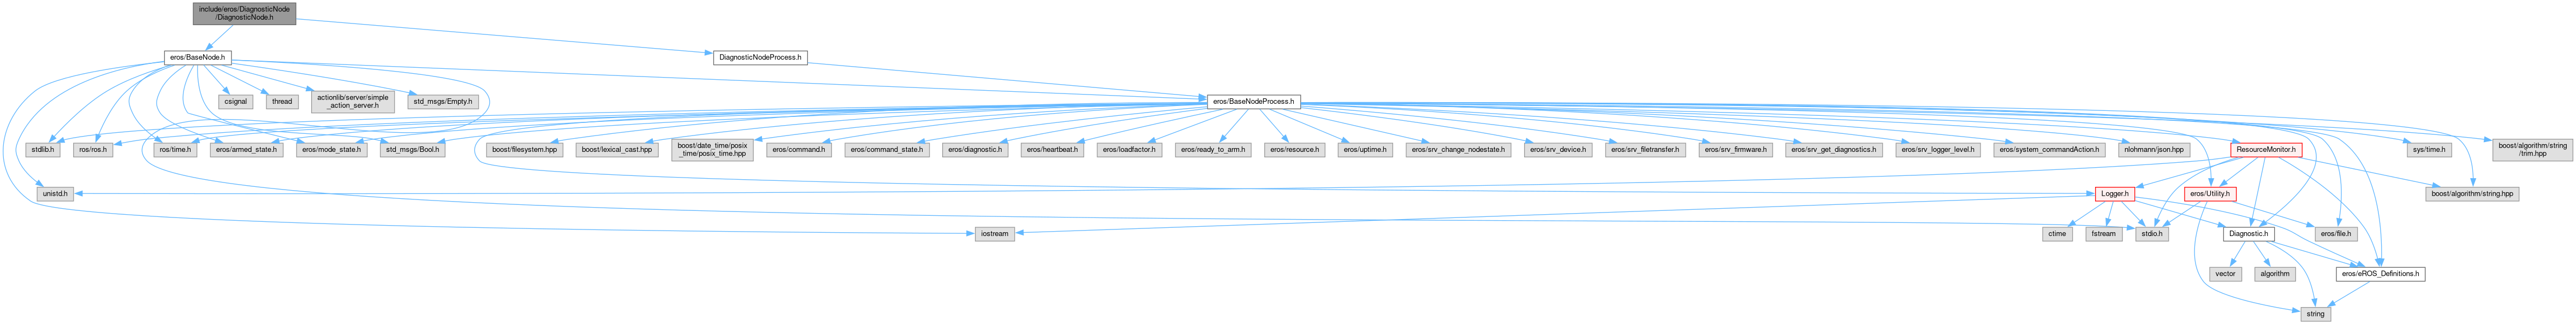 include/eros/DiagnosticNode
/DiagnosticNode.h
eros/BaseNode.h
DiagnosticNodeProcess.h
csignal
thread
actionlib/server/simple
_action_server.h
std_msgs/Empty.h
eros/BaseNodeProcess.h
stdlib.h
ros/ros.h
ros/time.h
eros/armed_state.h
eros/mode_state.h
std_msgs/Bool.h
boost/filesystem.hpp
boost/lexical_cast.hpp
boost/date_time/posix
_time/posix_time.hpp
eros/command.h
eros/command_state.h
eros/diagnostic.h
eros/heartbeat.h
eros/loadfactor.h
eros/ready_to_arm.h
eros/resource.h
eros/uptime.h
eros/srv_change_nodestate.h
eros/srv_device.h
eros/srv_filetransfer.h
eros/srv_firmware.h
eros/srv_get_diagnostics.h
eros/srv_logger_level.h
eros/system_commandAction.h
nlohmann/json.hpp
ResourceMonitor.h
sys/time.h
boost/algorithm/string
/trim.hpp
unistd.h
Logger.h
eros/Utility.h
boost/algorithm/string.hpp
iostream
ctime
fstream
stdio.h
Diagnostic.h
eros/file.h
vector
algorithm
eros/eROS_Definitions.h
string